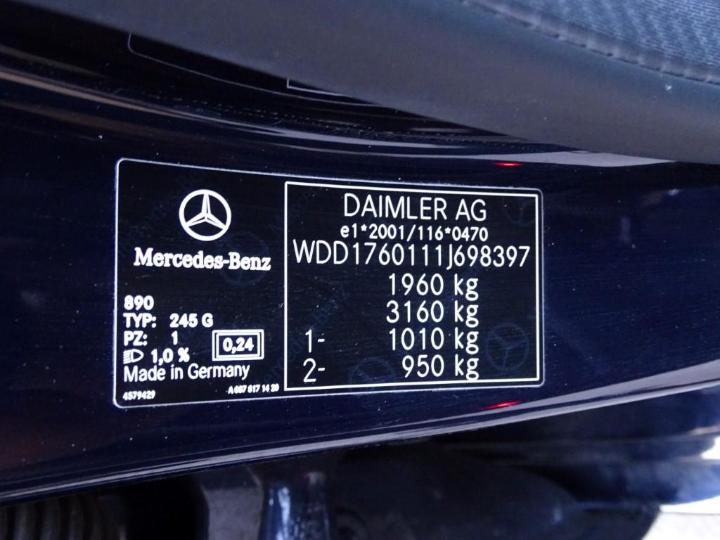 Mercedes-Benz
890
TYP: 245 G
PZ: 1
0,24
1,0 %
Made in Germany
4579429
DAIMLER AG
e1*2001/116*0470
WDD1760111J698397
1960 kg
3160 kg
1- 1010 kg
2- 950 kg